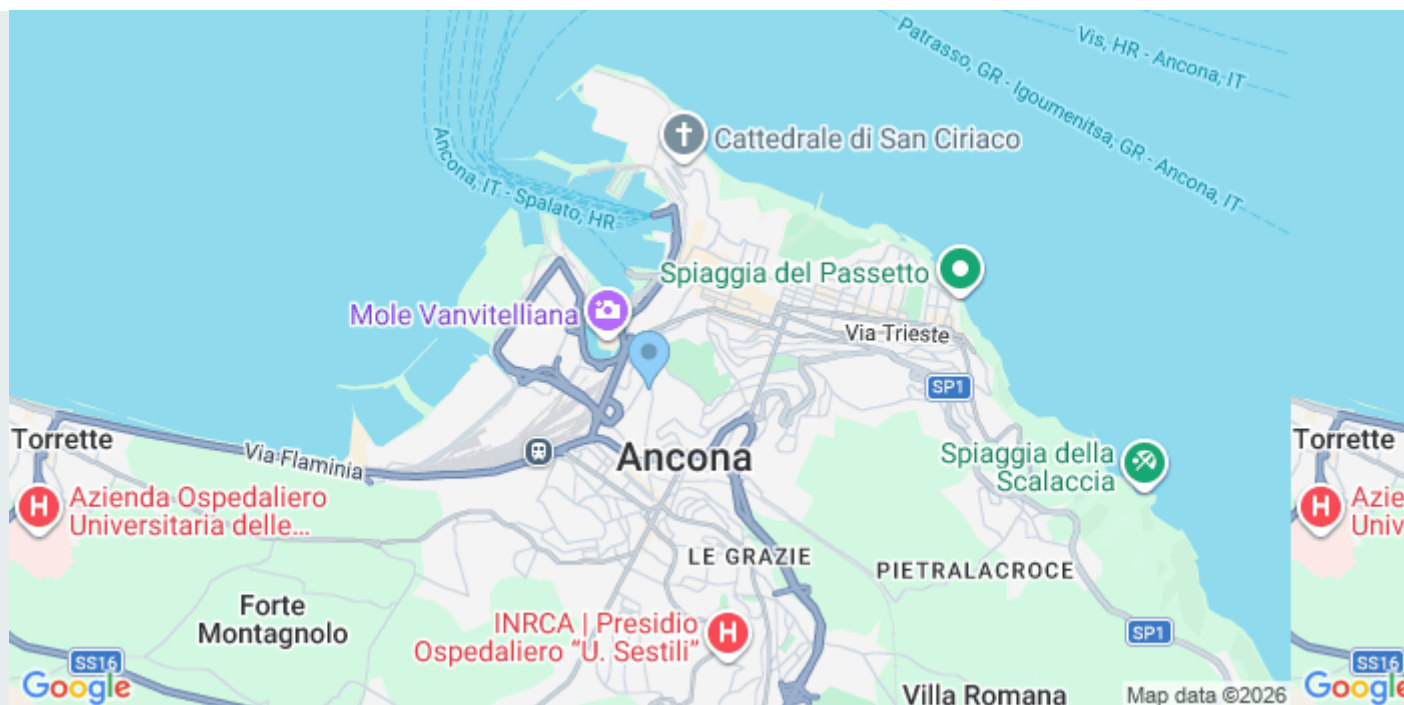 Vis, HR - Ancona, IT
Patrasso, GR - Igoumenitsa, GR - Ancona, IT
Ancona, IT - Spalato, HR
Cattedrale di San Ciriaco
Spiaggia del Passetto
Mole Vanvitelliana
Via Trieste
SP1
Torrette
Via Flaminia
Ancona
Spiaggia della
Scalaccia
Torrette
Azienda Ospedaliero
Universitaria delle...
H
H
Azie
Univ
LE GRAZIE
PIETRALACROCE
Forte
Montagnolo
INRCA | Presidio
Ospedaliero “U. Sestili”
H
SP1
SS16
SS16
Google
Villa Romana
Map data ©2026
Google